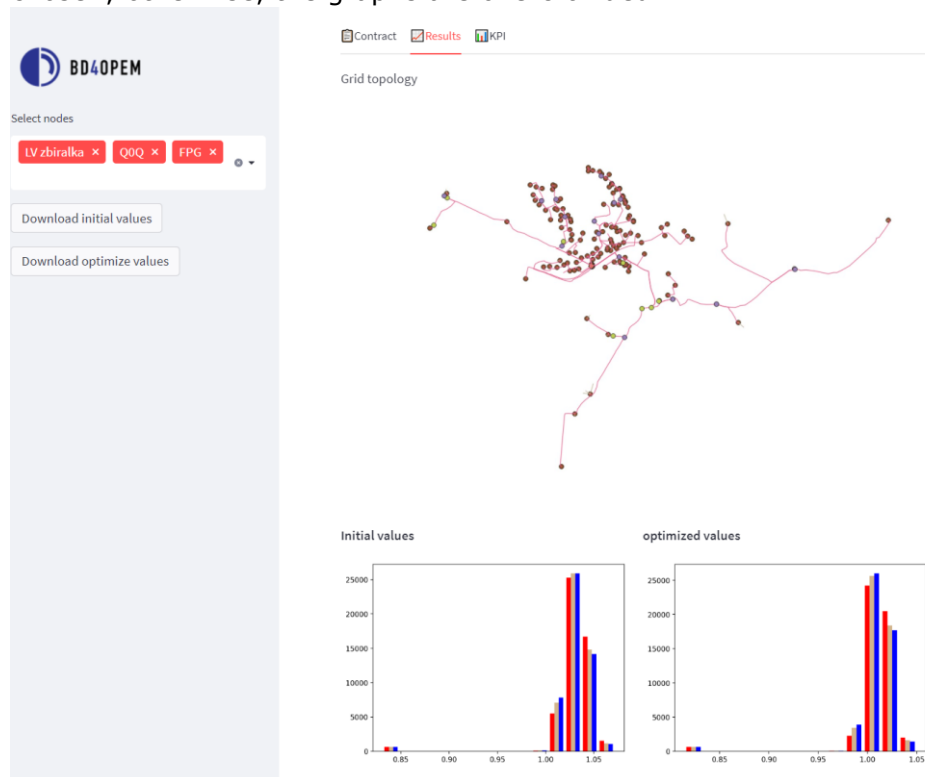 Contract Results KPI
BD4OPEM
Grid topology
Select nodes
LV zbiralka × Q0Q × FPG ×
Download initial values
Download optimize values
Initial values
optimized values
25000
20000
15000
10000
5000
0
0.85 0.90 0.95 1.00 1.05
25000
20000
15000
10000
5000
0
0.85 0.90 0.95 1.00 1.05